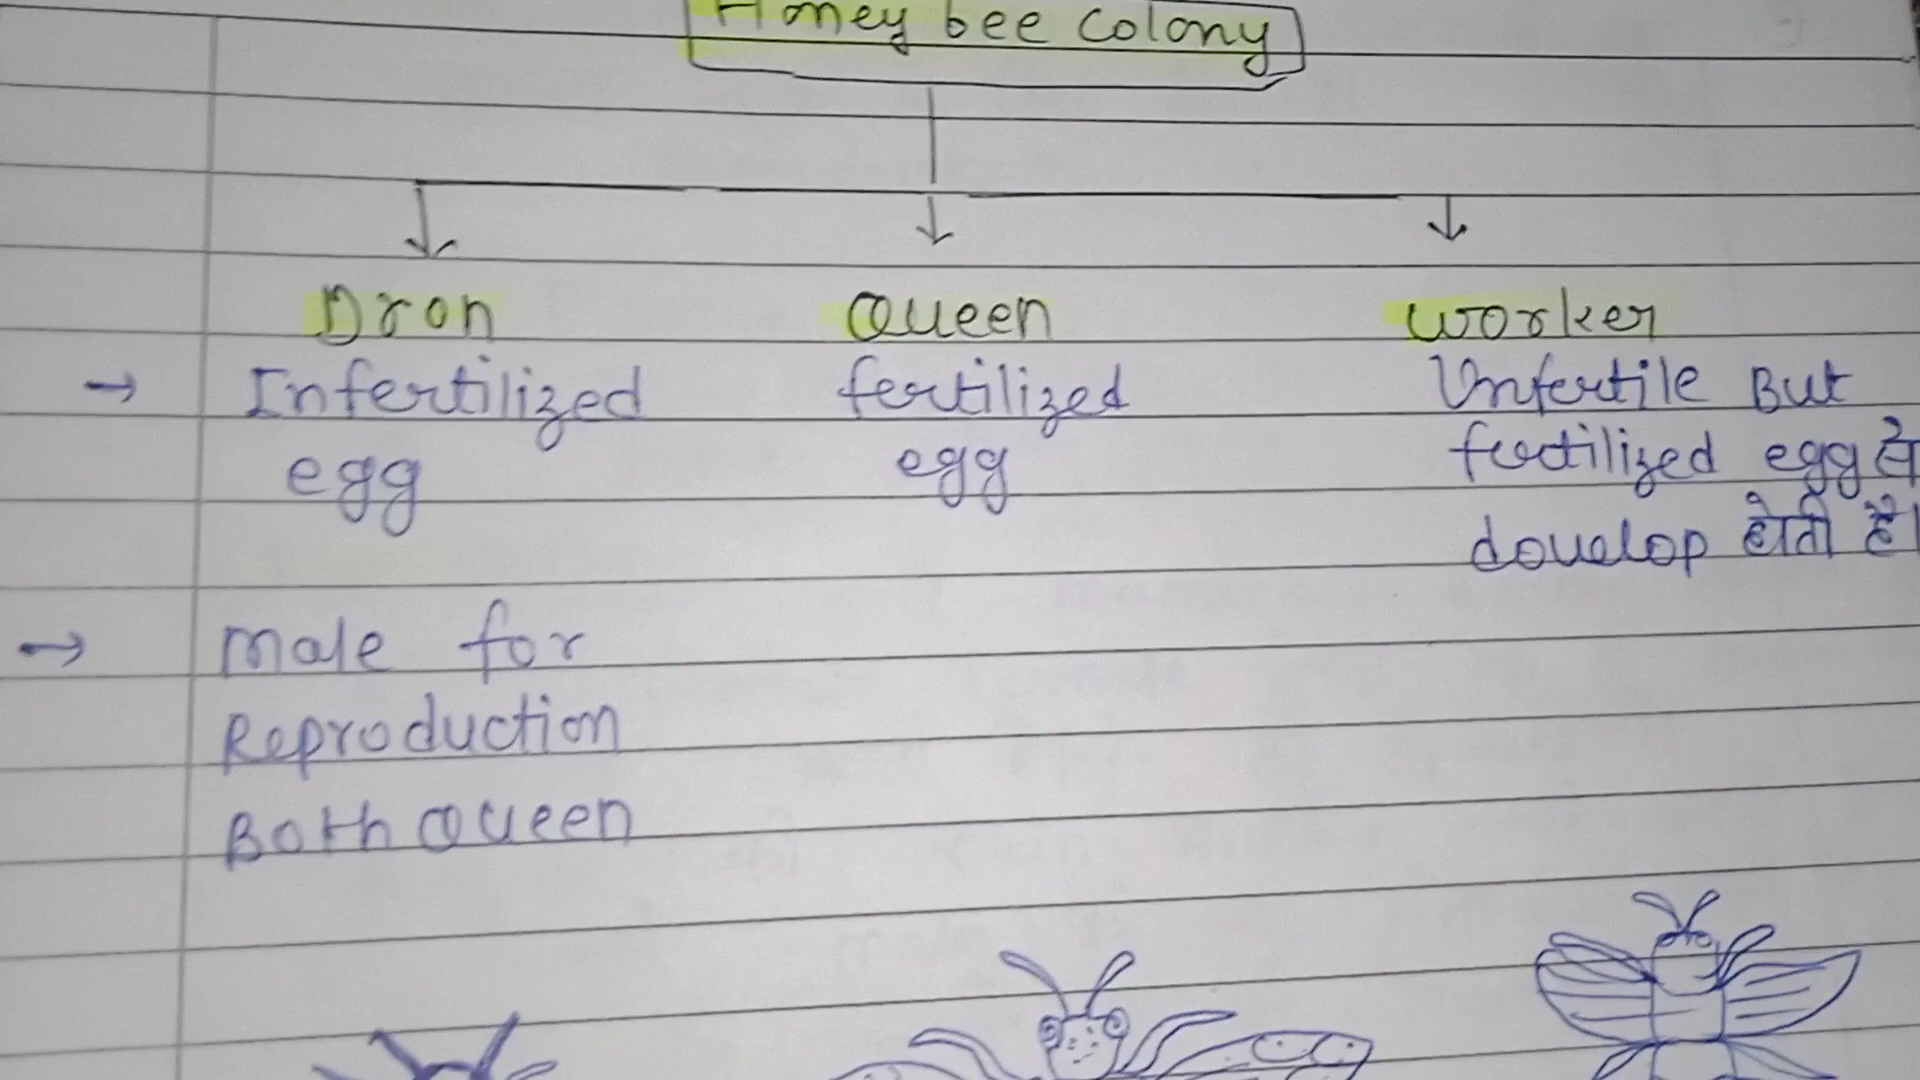 Honey bee colony
Dron Queen worker
→ Infertilized fertilized Unfertile But
egg egg fertilized egg से
douelop होती है।
→ male for
Reproduction
Both Queen